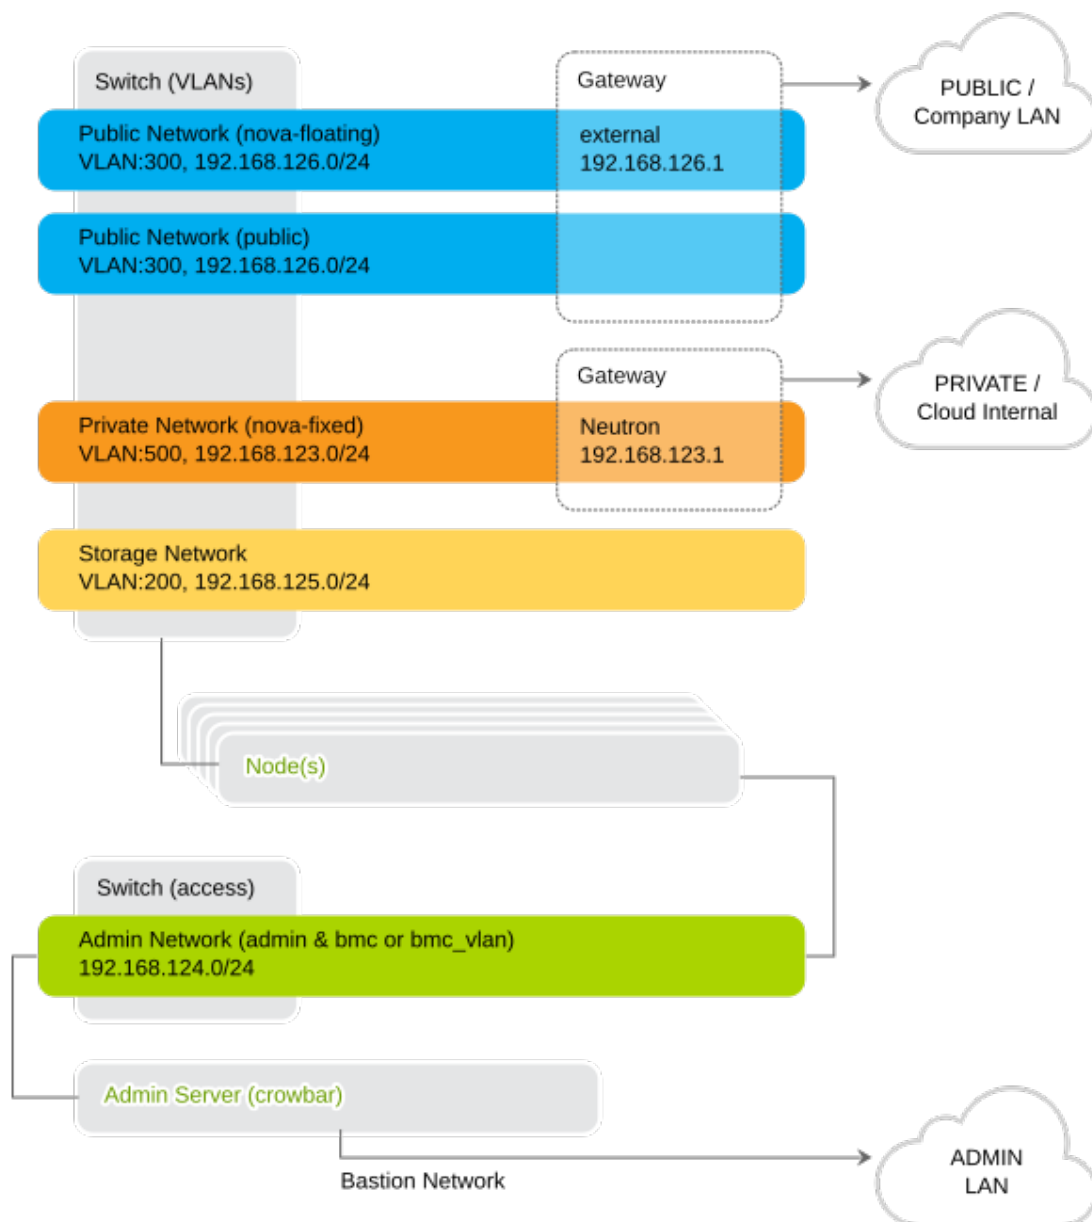 Switch (VLANs)
Gateway
PUBLIC /
Company LAN
Public Network (nova-floating)
VLAN:300, 192.168.126.0/24
external
192.168.126.1
Public Network (public)
VLAN:300, 192.168.126.0/24
Gateway
PRIVATE /
Cloud Internal
Private Network (nova-fixed)
VLAN:500, 192.168.123.0/24
Neutron
192.168.123.1
Storage Network
VLAN:200, 192.168.125.0/24
Node(s)
Switch (access)
Admin Network (admin & bmc or bmc_vlan)
192.168.124.0/24
Admin Server (crowbar)
Bastion Network
ADMIN
LAN